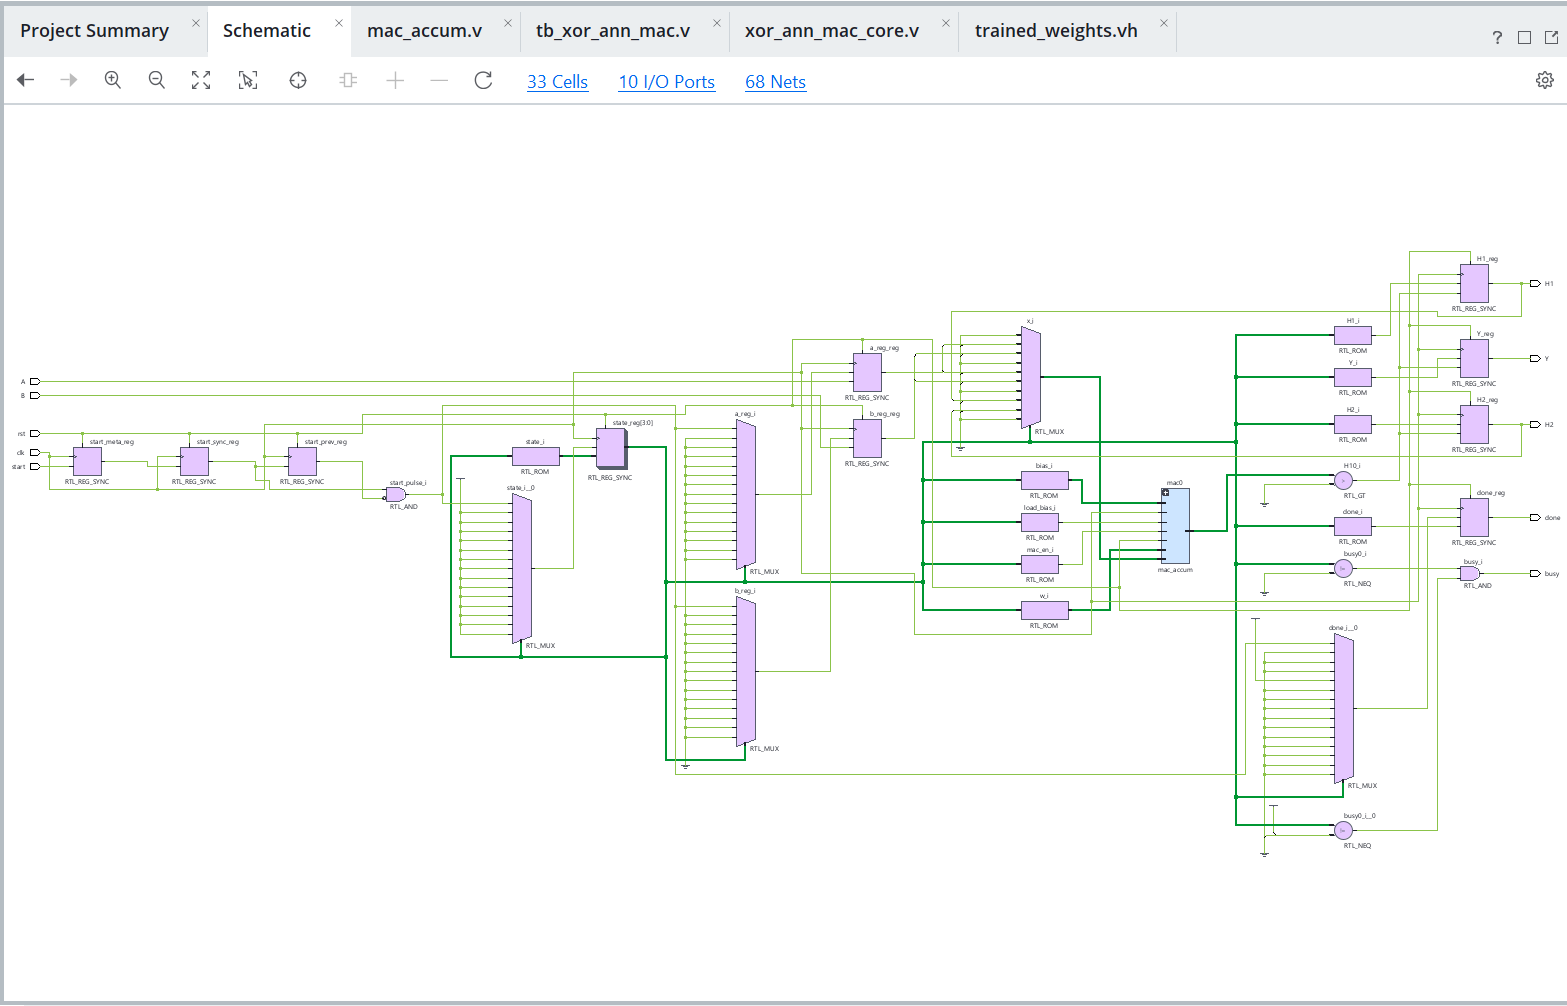 Project Summary × Schematic × mac_accum.v × tb_xor_ann_mac.v × xor_ann_mac_core.v × trained_weights.vh × ?
33 Cells 10 I/O Ports 68 Nets
A
B
rst
clk
start
start_meta_reg
RTL_REG_SYNC
start_sync_reg
RTL_REG_SYNC
start_prev_reg
RTL_REG_SYNC
start_pulse_i
RTL_AND
state_i
RTL_ROM
state_i__0
RTL_MUX
state_reg[3:0]
RTL_REG_SYNC
a_reg_i
RTL_MUX
b_reg_i
RTL_MUX
a_reg_reg
RTL_REG_SYNC
b_reg_reg
RTL_REG_SYNC
x_i
RTL_MUX
bias_i
RTL_ROM
load_bias_i
RTL_ROM
mac_en_i
RTL_ROM
w_i
RTL_ROM
mac0
mac_accum
H1_i
RTL_ROM
Y_i
RTL_ROM
H2_i
RTL_ROM
H10_i
RTL_GT
done_i
RTL_ROM
busy0_i
RTL_NEQ
done_i__0
RTL_MUX
busy0_i__0
RTL_NEQ
H1_reg
RTL_REG_SYNC
Y_reg
RTL_REG_SYNC
H2_reg
RTL_REG_SYNC
done_reg
RTL_REG_SYNC
busy_i
RTL_AND
H1
Y
H2
done
busy